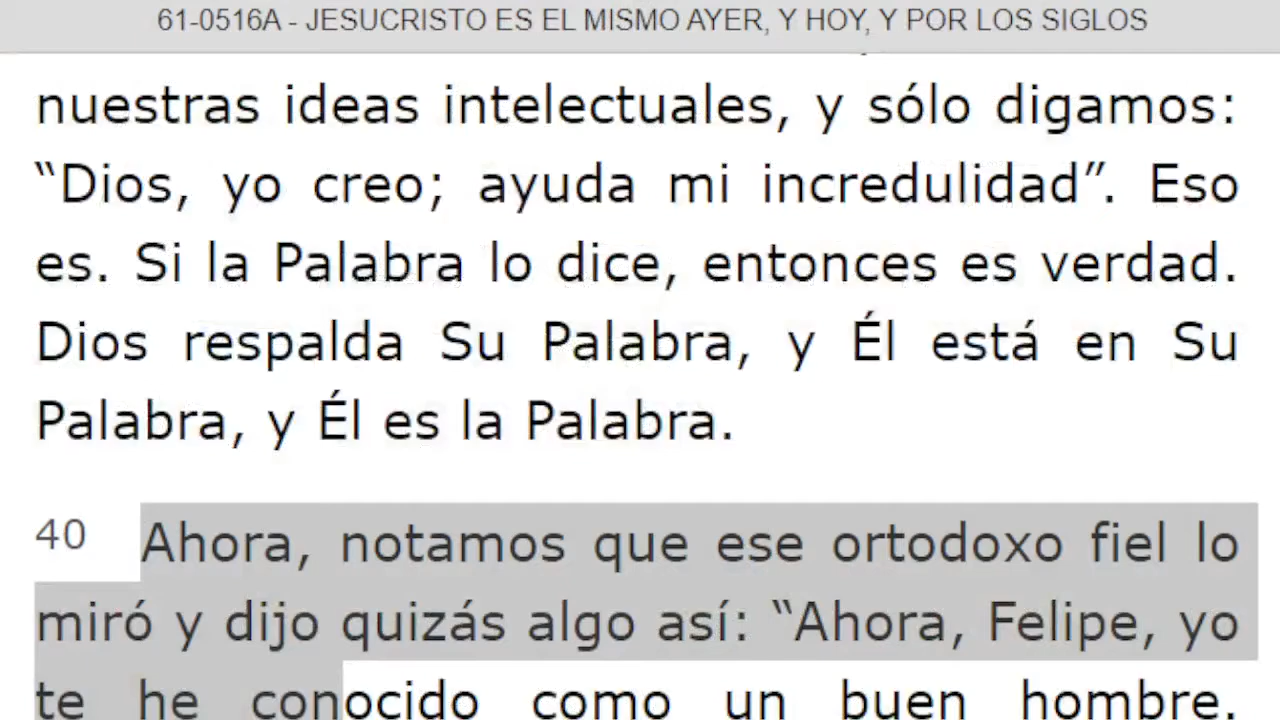 61-0516A - JESUCRISTO ES EL MISMO AYER, Y HOY, Y POR LOS SIGLOS
nuestras ideas intelectuales, y sólo digamos:
“Dios, yo creo; ayuda mi incredulidad”. Eso
es. Si la Palabra lo dice, entonces es verdad.
Dios respalda Su Palabra, y Él está en Su
Palabra, y Él es la Palabra.
40 Ahora, notamos que ese ortodoxo fiel lo
miró y dijo quizás algo así: “Ahora, Felipe, yo
te he conocido como un buen hombre.